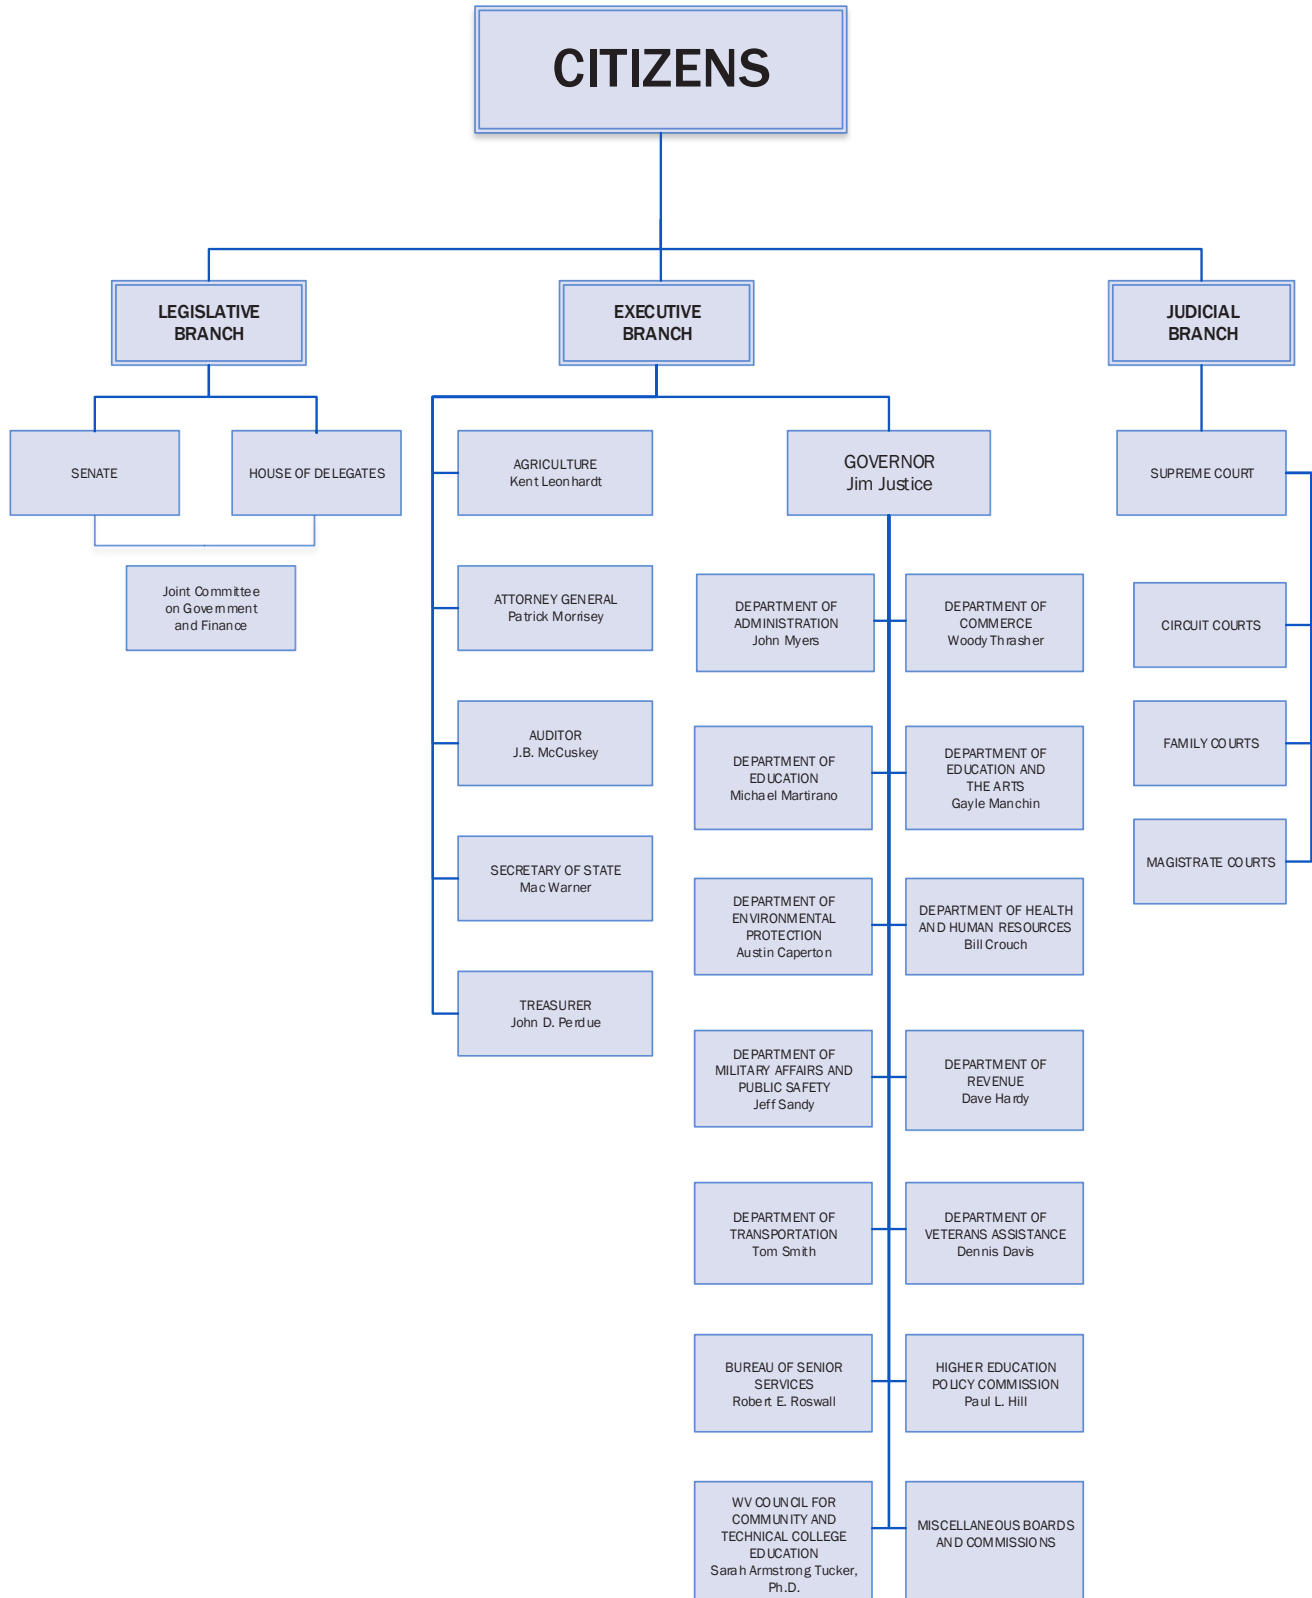 CITIZENS
LEGISLATIVE
BRANCH
EXECUTIVE
BRANCH
JUDICIAL
BRANCH
SENATE
HOUSE OF DELEGATES
Joint Committee
on Government
and Finance
AGRICULTURE
Kent Leonhardt
ATTORNEY GENERAL
Patrick Morrisey
AUDITOR
J.B. McCuskey
SECRETARY OF STATE
Mac Warner
TREASURER
John D. Perdue
GOVERNOR
Jim Justice
DEPARTMENT OF
ADMINISTRATION
John Myers
DEPARTMENT OF
COMMERCE
Woody Thrasher
DEPARTMENT OF
EDUCATION
Michael Martirano
DEPARTMENT OF
EDUCATION AND
THE ARTS
Gayle Manchin
DEPARTMENT OF
ENVIRONMENTAL
PROTECTION
Austin Caperton
DEPARTMENT OF HEALTH
AND HUMAN RESOURCES
Bill Crouch
DEPARTMENT OF
MILITARY AFFAIRS AND
PUBLIC SAFETY
Jeff Sandy
DEPARTMENT OF
REVENUE
Dave Hardy
DEPARTMENT OF
TRANSPORTATION
Tom Smith
DEPARTMENT OF
VETERANS ASSISTANCE
Dennis Davis
BUREAU OF SENIOR
SERVICES
Robert E. Roswall
HIGHER EDUCATION
POLICY COMMISSION
Paul L. Hill
WV COUNCIL FOR
COMMUNITY AND
TECHNICAL COLLEGE
EDUCATION
Sarah Armstrong Tucker,
Ph.D.
MISCELLANEOUS BOARDS
AND COMMISSIONS
SUPREME COURT
CIRCUIT COURTS
FAMILY COURTS
MAGISTRATE COURTS